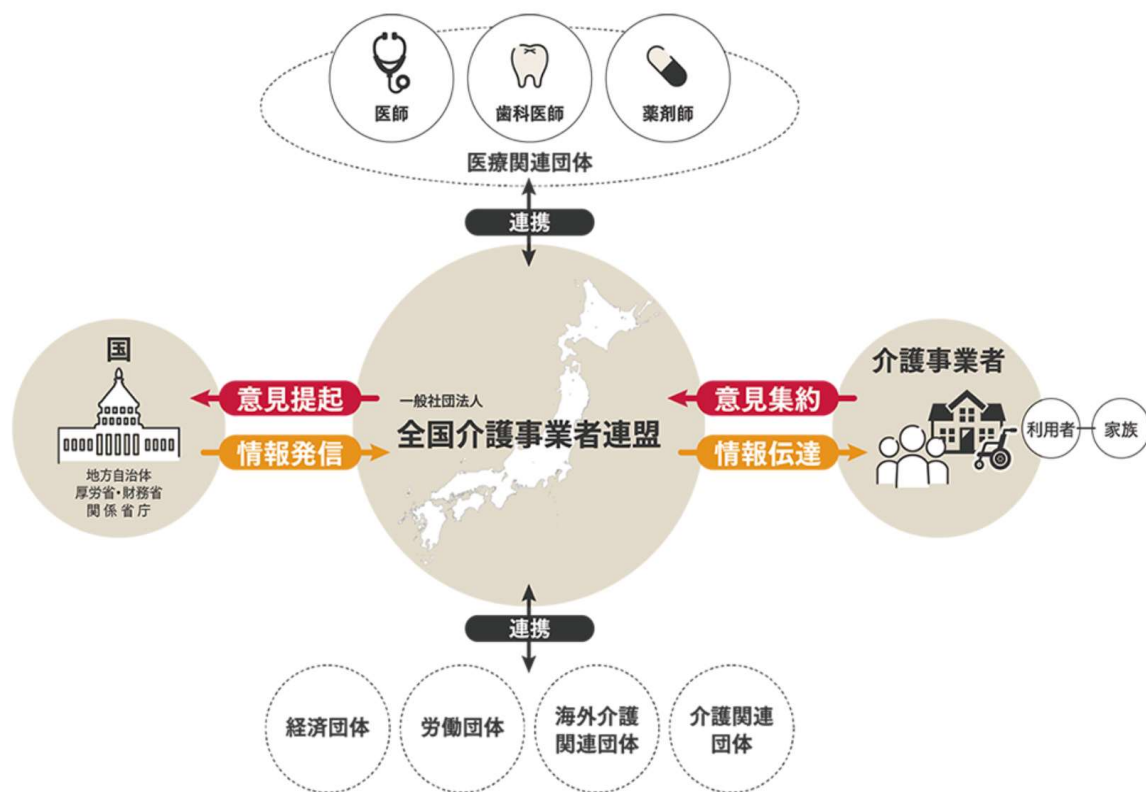 医師
歯科医師
薬剤師
医療関連団体
連携
国
地方自治体
厚労省・財務省
関係省庁
意見提起
情報発信
一般社団法人
全国介護事業者連盟
意見集約
情報伝達
介護事業者
利用者
家族
連携
経済団体
労働団体
海外介護
関連団体
介護関連
団体